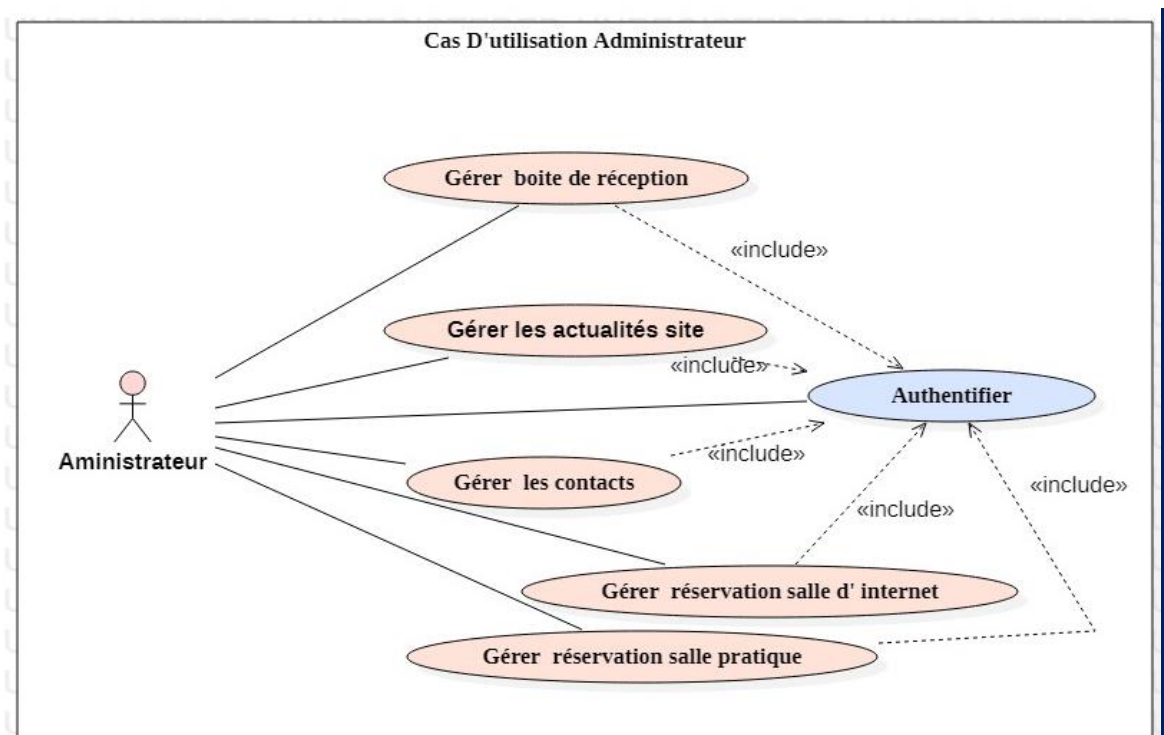 Cas D'utilisation Administrateur
Gérer boite de réception
«include»
Gérer les actualités site
«include»
Authentifier
Aministrateur
«include»
Gérer les contacts
«include»
«include»
Gérer réservation salle d' internet
Gérer réservation salle pratique